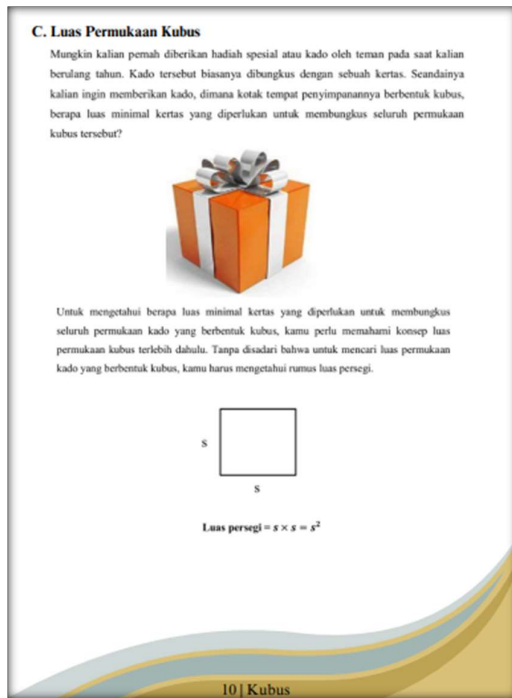 C. Luas Permukaan Kubus
Mungkin kalian pernah diberikan hadiah spesial atau kado oleh teman pada saat kalian
berulang tahun. Kado tersebut biasanya dibungkus dengan sebuah kertas. Seandainya
kalian ingin memberikan kado, dimana kotak tempat penyimpanannya berbentuk kubus,
berapa luas minimal kertas yang diperlukan untuk membungkus seluruh permukaan
kubus tersebut?
Untuk mengetahui berapa luas minimal kertas yang diperlukan untuk membungkus
seluruh permukaan kado yang berbentuk kubus, kamu perlu memahami konsep luas
permukaan kubus terlebih dahulu. Tanpa disadari bahwa untuk mencari luas permukaan
kado yang berbentuk kubus, kamu harus mengetahui rumus luas persegi.
s
s
Luas persegi = s × s = s²
10 | Kubus